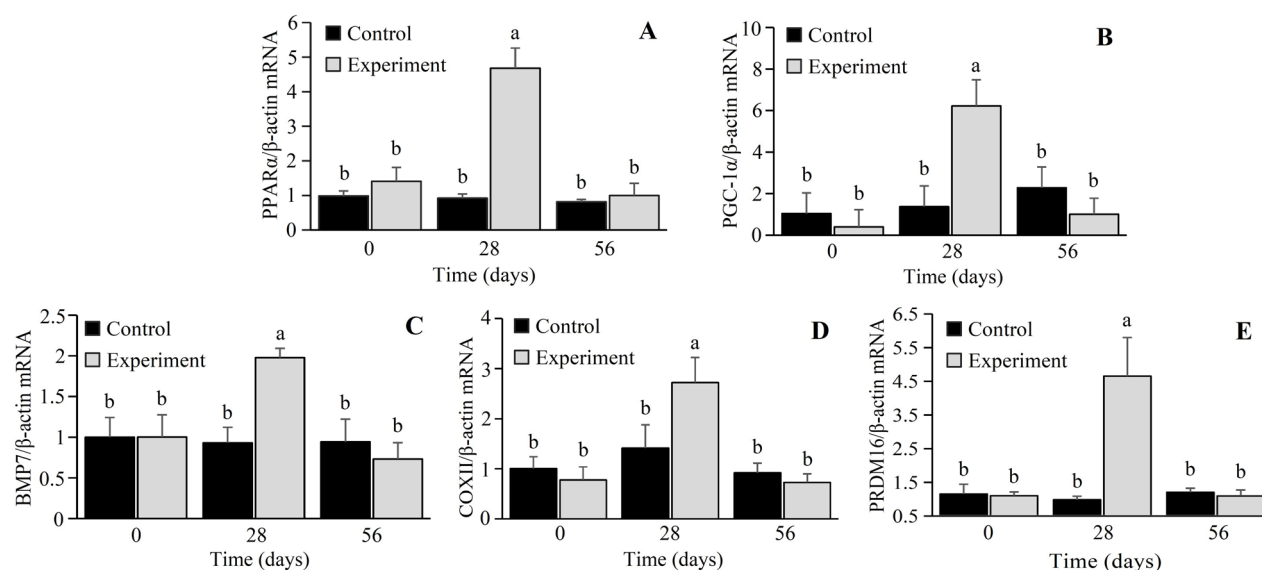 A
Control
Experiment
PPARα/β-actin mRNA
6
5
4
3
2
1
0
b
b
b
a
b
b
0
28
56
Time (days)
B
Control
Experiment
PGC-1α/β-actin mRNA
10
8
6
4
2
0
b
b
b
a
b
b
0
28
56
Time (days)
C
Control
Experiment
BMP7/β-actin mRNA
2.5
2
1.5
1
0.5
0
b
b
b
a
b
b
0
28
56
Time (days)
D
Control
Experiment
COXII/β-actin mRNA
4
3
2
1
0
b
b
b
a
b
b
0
28
56
Time (days)
E
Control
Experiment
PRDM16/β-actin mRNA
6.5
5.5
4.5
3.5
2.5
1.5
0.5
b
b
b
a
b
b
0
28
56
Time (days)